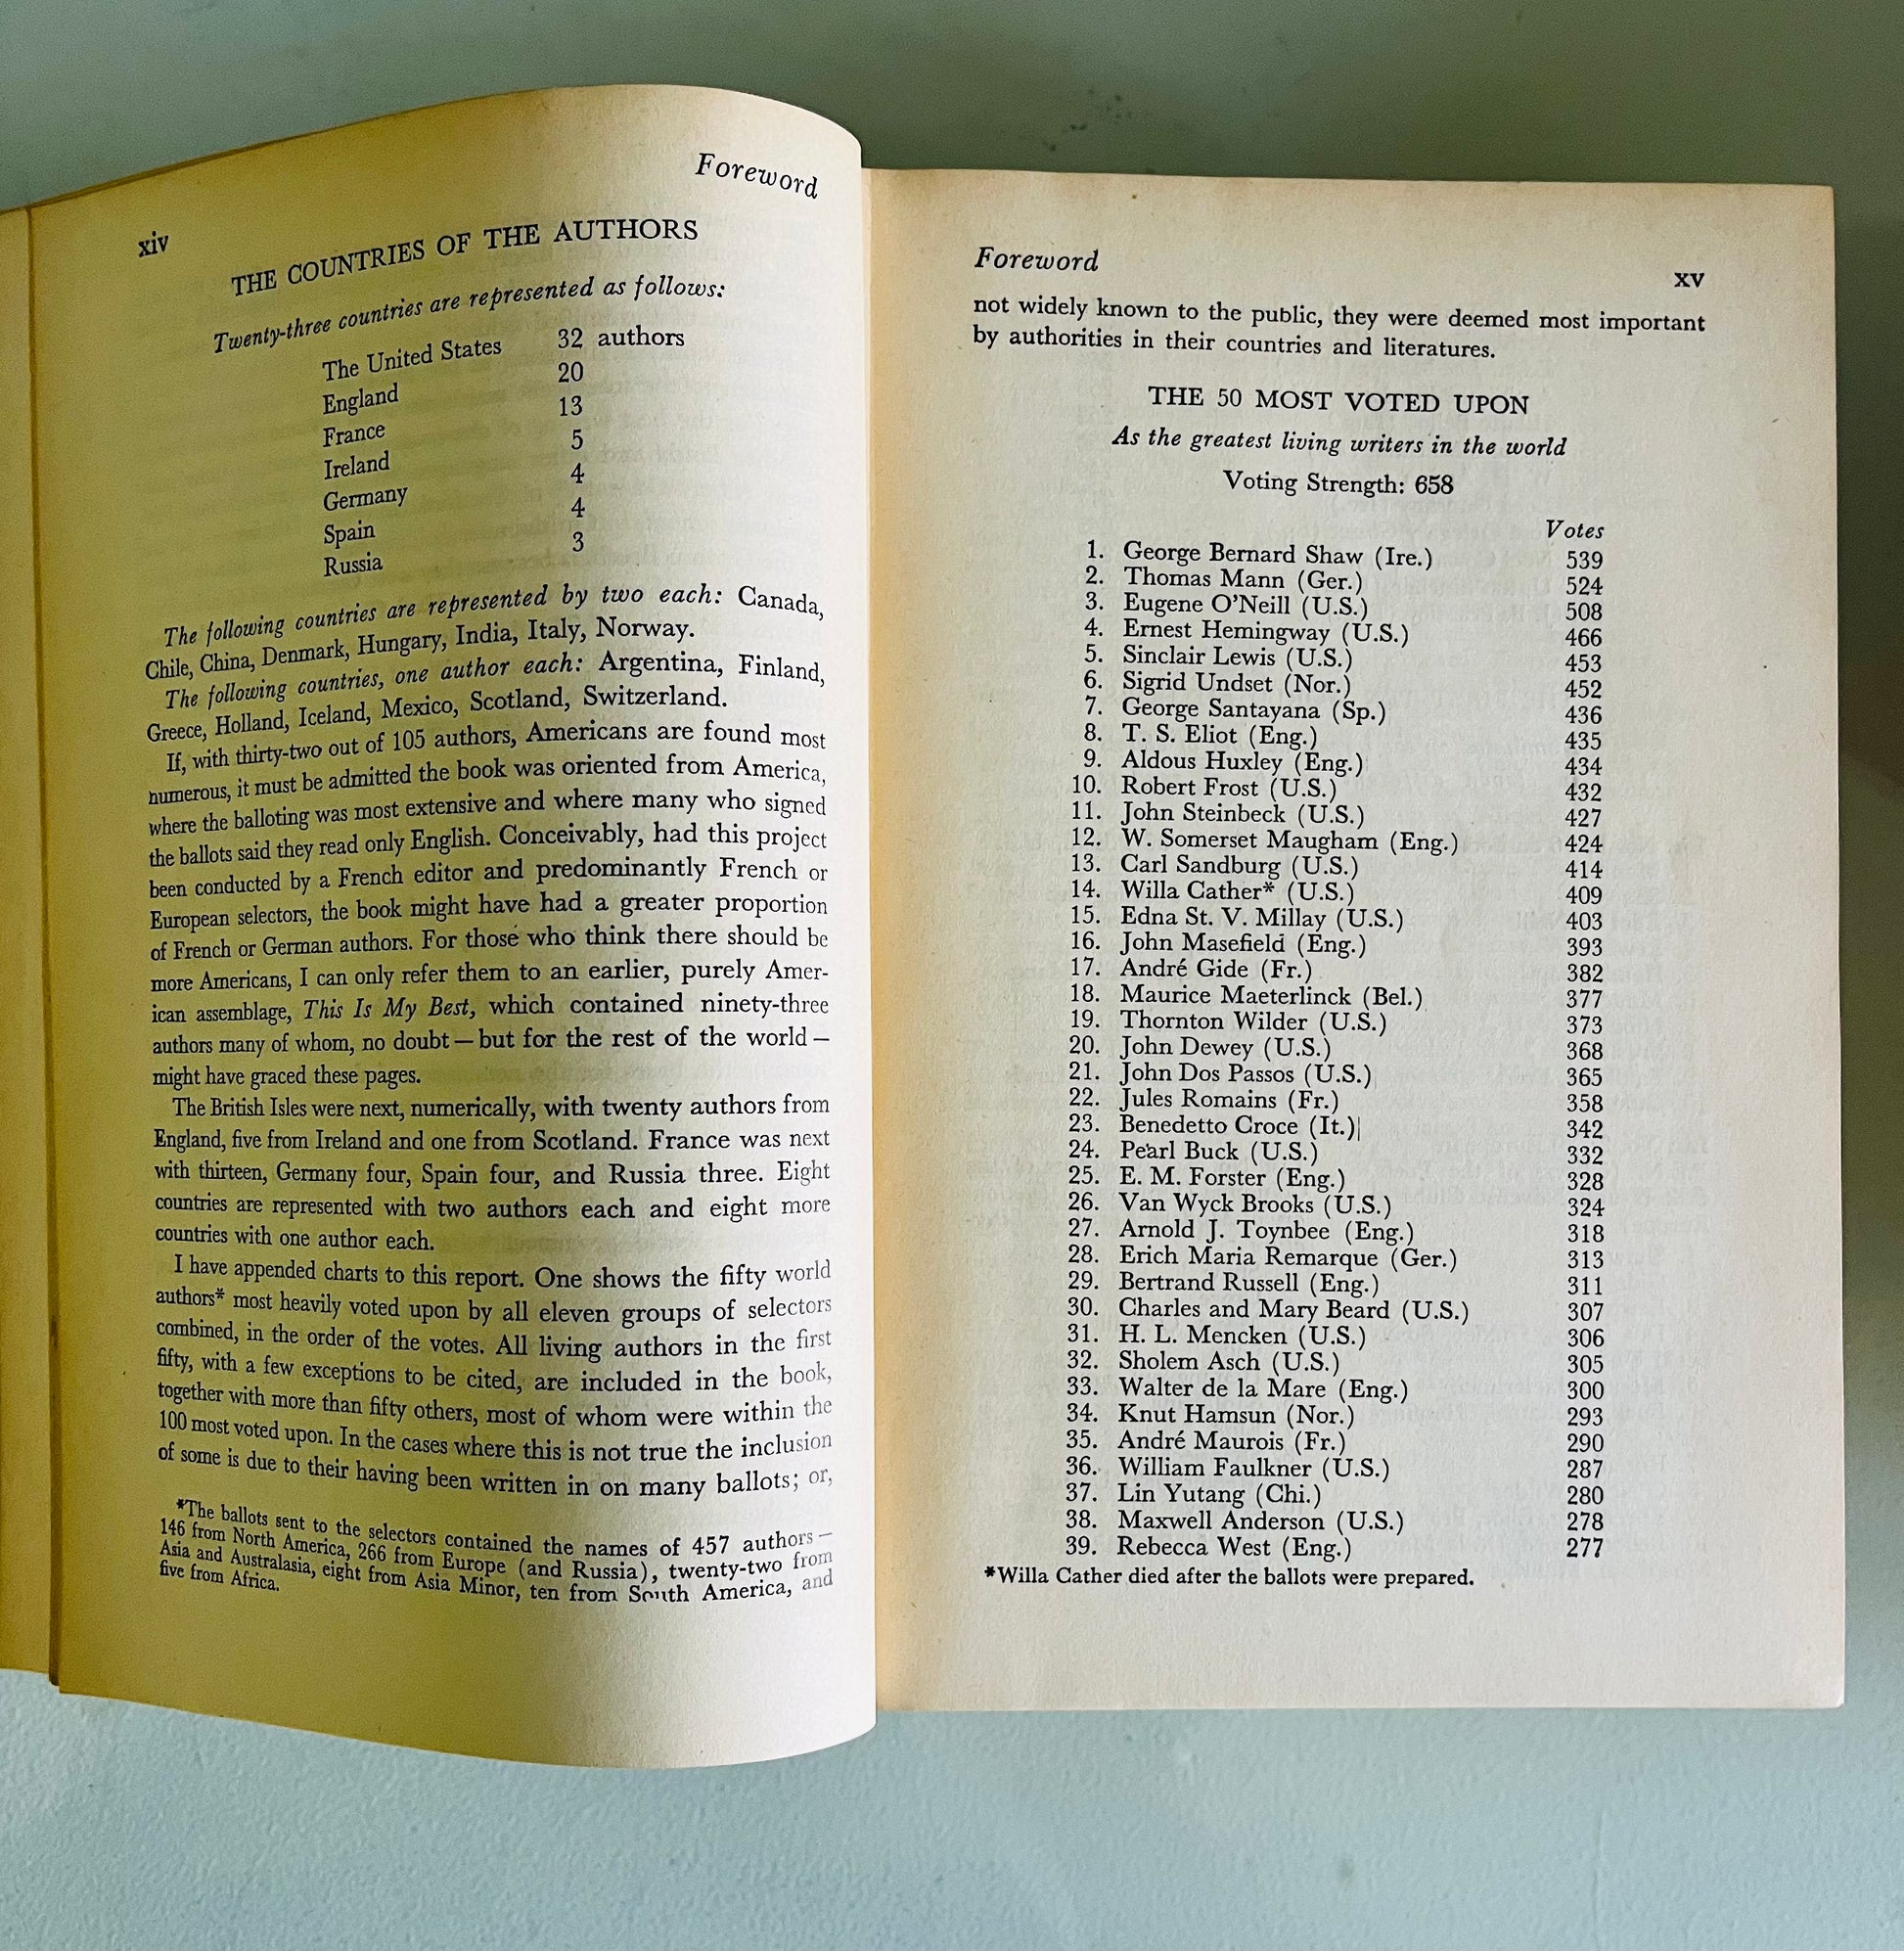 xiv
Foreword
THE COUNTRIES OF THE AUTHORS
Twenty-three countries are represented as follows:
The United States 32 authors
England 20
France 13
Ireland 5
Germany 4
Spain 4
Russia 3
The following countries are represented by two each: Canada,
Chile, China, Denmark, Hungary, India, Italy, Norway.
The following countries, one author each: Argentina, Finland,
Greece, Holland, Iceland, Mexico, Scotland, Switzerland.
If, with thirty-two out of 105 authors, Americans are found most
numerous, it must be admitted the book was oriented from America,
where the balloting was most extensive and where many who signed
the ballots said they read only English. Conceivably, had this project
been conducted by a French editor and predominantly French or
European selectors, the book might have had a greater proportion
of French or German authors. For those who think there should be
more Americans, I can only refer them to an earlier, purely Amer-
ican assemblage, This Is My Best, which contained ninety-three
authors many of whom, no doubt — but for the rest of the world —
might have graced these pages.
The British Isles were next, numerically, with twenty authors from
England, five from Ireland and one from Scotland. France was next
with thirteen, Germany four, Spain four, and Russia three. Eight
countries are represented with two authors each and eight more
countries with one author each.
I have appended charts to this report. One shows the fifty world
authors* most heavily voted upon by all eleven groups of selectors
combined, in the order of the votes. All living authors in the first
fifty, with a few exceptions to be cited, are included in the book,
together with more than fifty others, most of whom were within the
100 most voted upon. In the cases where this is not true the inclusion
of some is due to their having been written in on many ballots; or,
*The ballots sent to the selectors contained the names of 457 authors —
146 from North America, 266 from Europe (and Russia), twenty-two from
Asia and Australasia, eight from Asia Minor, ten from South America, and
five from Africa.
Foreword
xv
not widely known to the public, they were deemed most important
by authorities in their countries and literatures.
THE 50 MOST VOTED UPON
As the greatest living writers in the world
Voting Strength: 658
Votes
1. George Bernard Shaw (Ire.) 539
2. Thomas Mann (Ger.) 524
3. Eugene O'Neill (U.S.) 508
4. Ernest Hemingway (U.S.) 466
5. Sinclair Lewis (U.S.) 453
6. Sigrid Undset (Nor.) 452
7. George Santayana (Sp.) 436
8. T. S. Eliot (Eng.) 435
9. Aldous Huxley (Eng.) 434
10. Robert Frost (U.S.) 432
11. John Steinbeck (U.S.) 427
12. W. Somerset Maugham (Eng.) 424
13. Carl Sandburg (U.S.) 414
14. Willa Cather* (U.S.) 409
15. Edna St. V. Millay (U.S.) 403
16. John Masefield (Eng.) 393
17. André Gide (Fr.) 382
18. Maurice Maeterlinck (Bel.) 377
19. Thornton Wilder (U.S.) 373
20. John Dewey (U.S.) 368
21. John Dos Passos (U.S.) 365
22. Jules Romains (Fr.) 358
23. Benedetto Croce (It.) 342
24. Pearl Buck (U.S.) 332
25. E. M. Forster (Eng.) 328
26. Van Wyck Brooks (U.S.) 324
27. Arnold J. Toynbee (Eng.) 318
28. Erich Maria Remarque (Ger.) 313
29. Bertrand Russell (Eng.) 311
30. Charles and Mary Beard (U.S.) 307
31. H. L. Mencken (U.S.) 306
32. Sholem Asch (U.S.) 305
33. Walter de la Mare (Eng.) 300
34. Knut Hamsun (Nor.) 293
35. André Maurois (Fr.) 290
36. William Faulkner (U.S.) 287
37. Lin Yutang (Chi.) 280
38. Maxwell Anderson (U.S.) 278
39. Rebecca West (Eng.) 277
*Willa Cather died after the ballots were prepared.